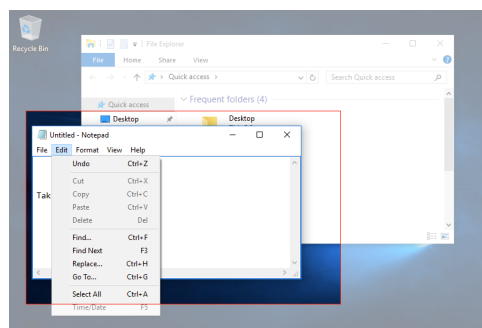 Recycle Bin
File Explorer
File Home Share View
Quick access
Search Quick access
Quick access
Frequent folders (4)
Desktop
Desktop
Untitled - Notepad
File Edit Format View Help
Tak
Undo Ctrl+Z
Cut Ctrl+X
Copy Ctrl+C
Paste Ctrl+V
Delete Del
Find... Ctrl+F
Find Next F3
Replace... Ctrl+H
Go To... Ctrl+G
Select All Ctrl+A
Time/Date F5